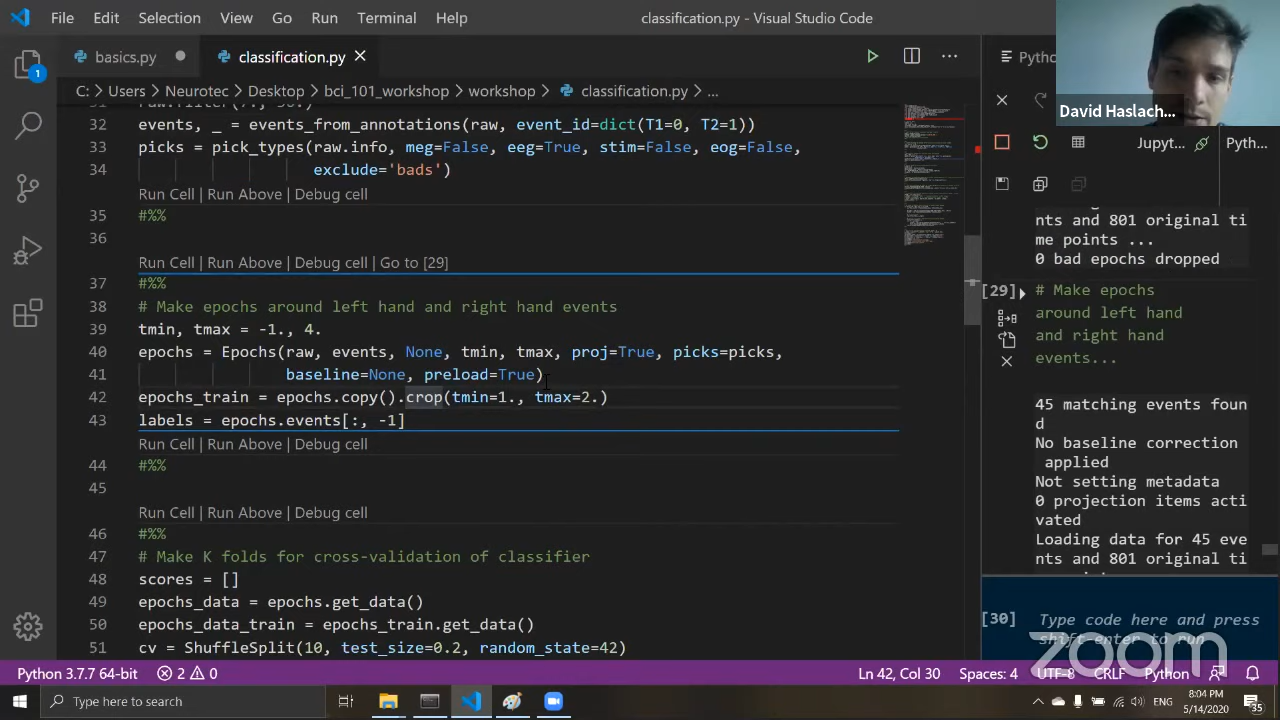 File Edit Selection View Go Run Terminal Help
classification.py - Visual Studio Code
basics.py
classification.py
Python
C: > Users > Neurotec > Desktop > bci_101_workshop > workshop > classification.py > ...
David Haslach...
Jupyt...
Pyth...
32 events, _ = events_from_annotations(raw, event_id=dict(T1=0, T2=1))
33 picks = pick_types(raw.info, meg=False, eeg=True, stim=False, eog=False,
34 exclude='bads')
Run Cell | Run Above | Debug cell
35 #%%
36
Run Cell | Run Above | Debug cell | Go to [29]
37 #%%
38 # Make epochs around left hand and right hand events
39 tmin, tmax = -1., 4.
40 epochs = Epochs(raw, events, None, tmin, tmax, proj=True, picks=picks,
41 baseline=None, preload=True)
42 epochs_train = epochs.copy().crop(tmin=1., tmax=2.)
43 labels = epochs.events[:, -1]
Run Cell | Run Above | Debug cell
44 #%%
45
Run Cell | Run Above | Debug cell
46 #%%
47 # Make K folds for cross-validation of classifier
48 scores = []
49 epochs_data = epochs.get_data()
50 epochs_data_train = epochs_train.get_data()
51 cv = ShuffleSplit(10, test_size=0.2, random_state=42)
nts and 801 original ti
me points ...
0 bad epochs dropped
[29] # Make epochs
around left hand
and right hand
events...
45 matching events foun
d
No baseline correction
applied
Not setting metadata
0 projection items acti
vated
Loading data for 45 eve
nts and 801 original ti
[30] Type code here and press
shift-enter to run
zoom
Python 3.7.7 64-bit 2 0
Ln 42, Col 30 Spaces: 4 UTF-8 CRLF Python
Type here to search
8:04 PM
5/14/2020
35